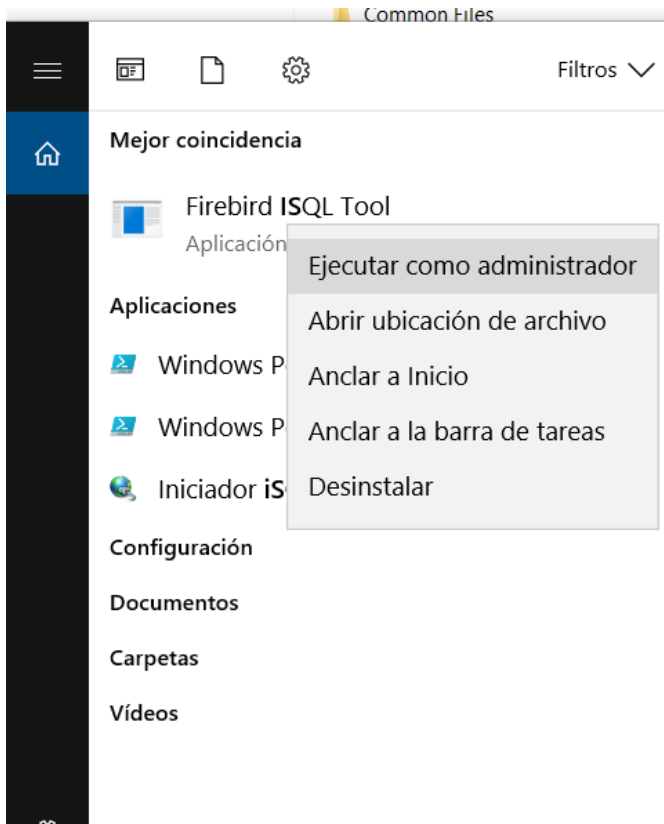 Common Files
Filtros
Mejor coincidencia
Firebird ISQL Tool
Aplicación
Ejecutar como administrador
Aplicaciones
Abrir ubicación de archivo
Windows P
Anclar a Inicio
Windows P
Anclar a la barra de tareas
Iniciador iS
Desinstalar
Configuración
Documentos
Carpetas
Vídeos